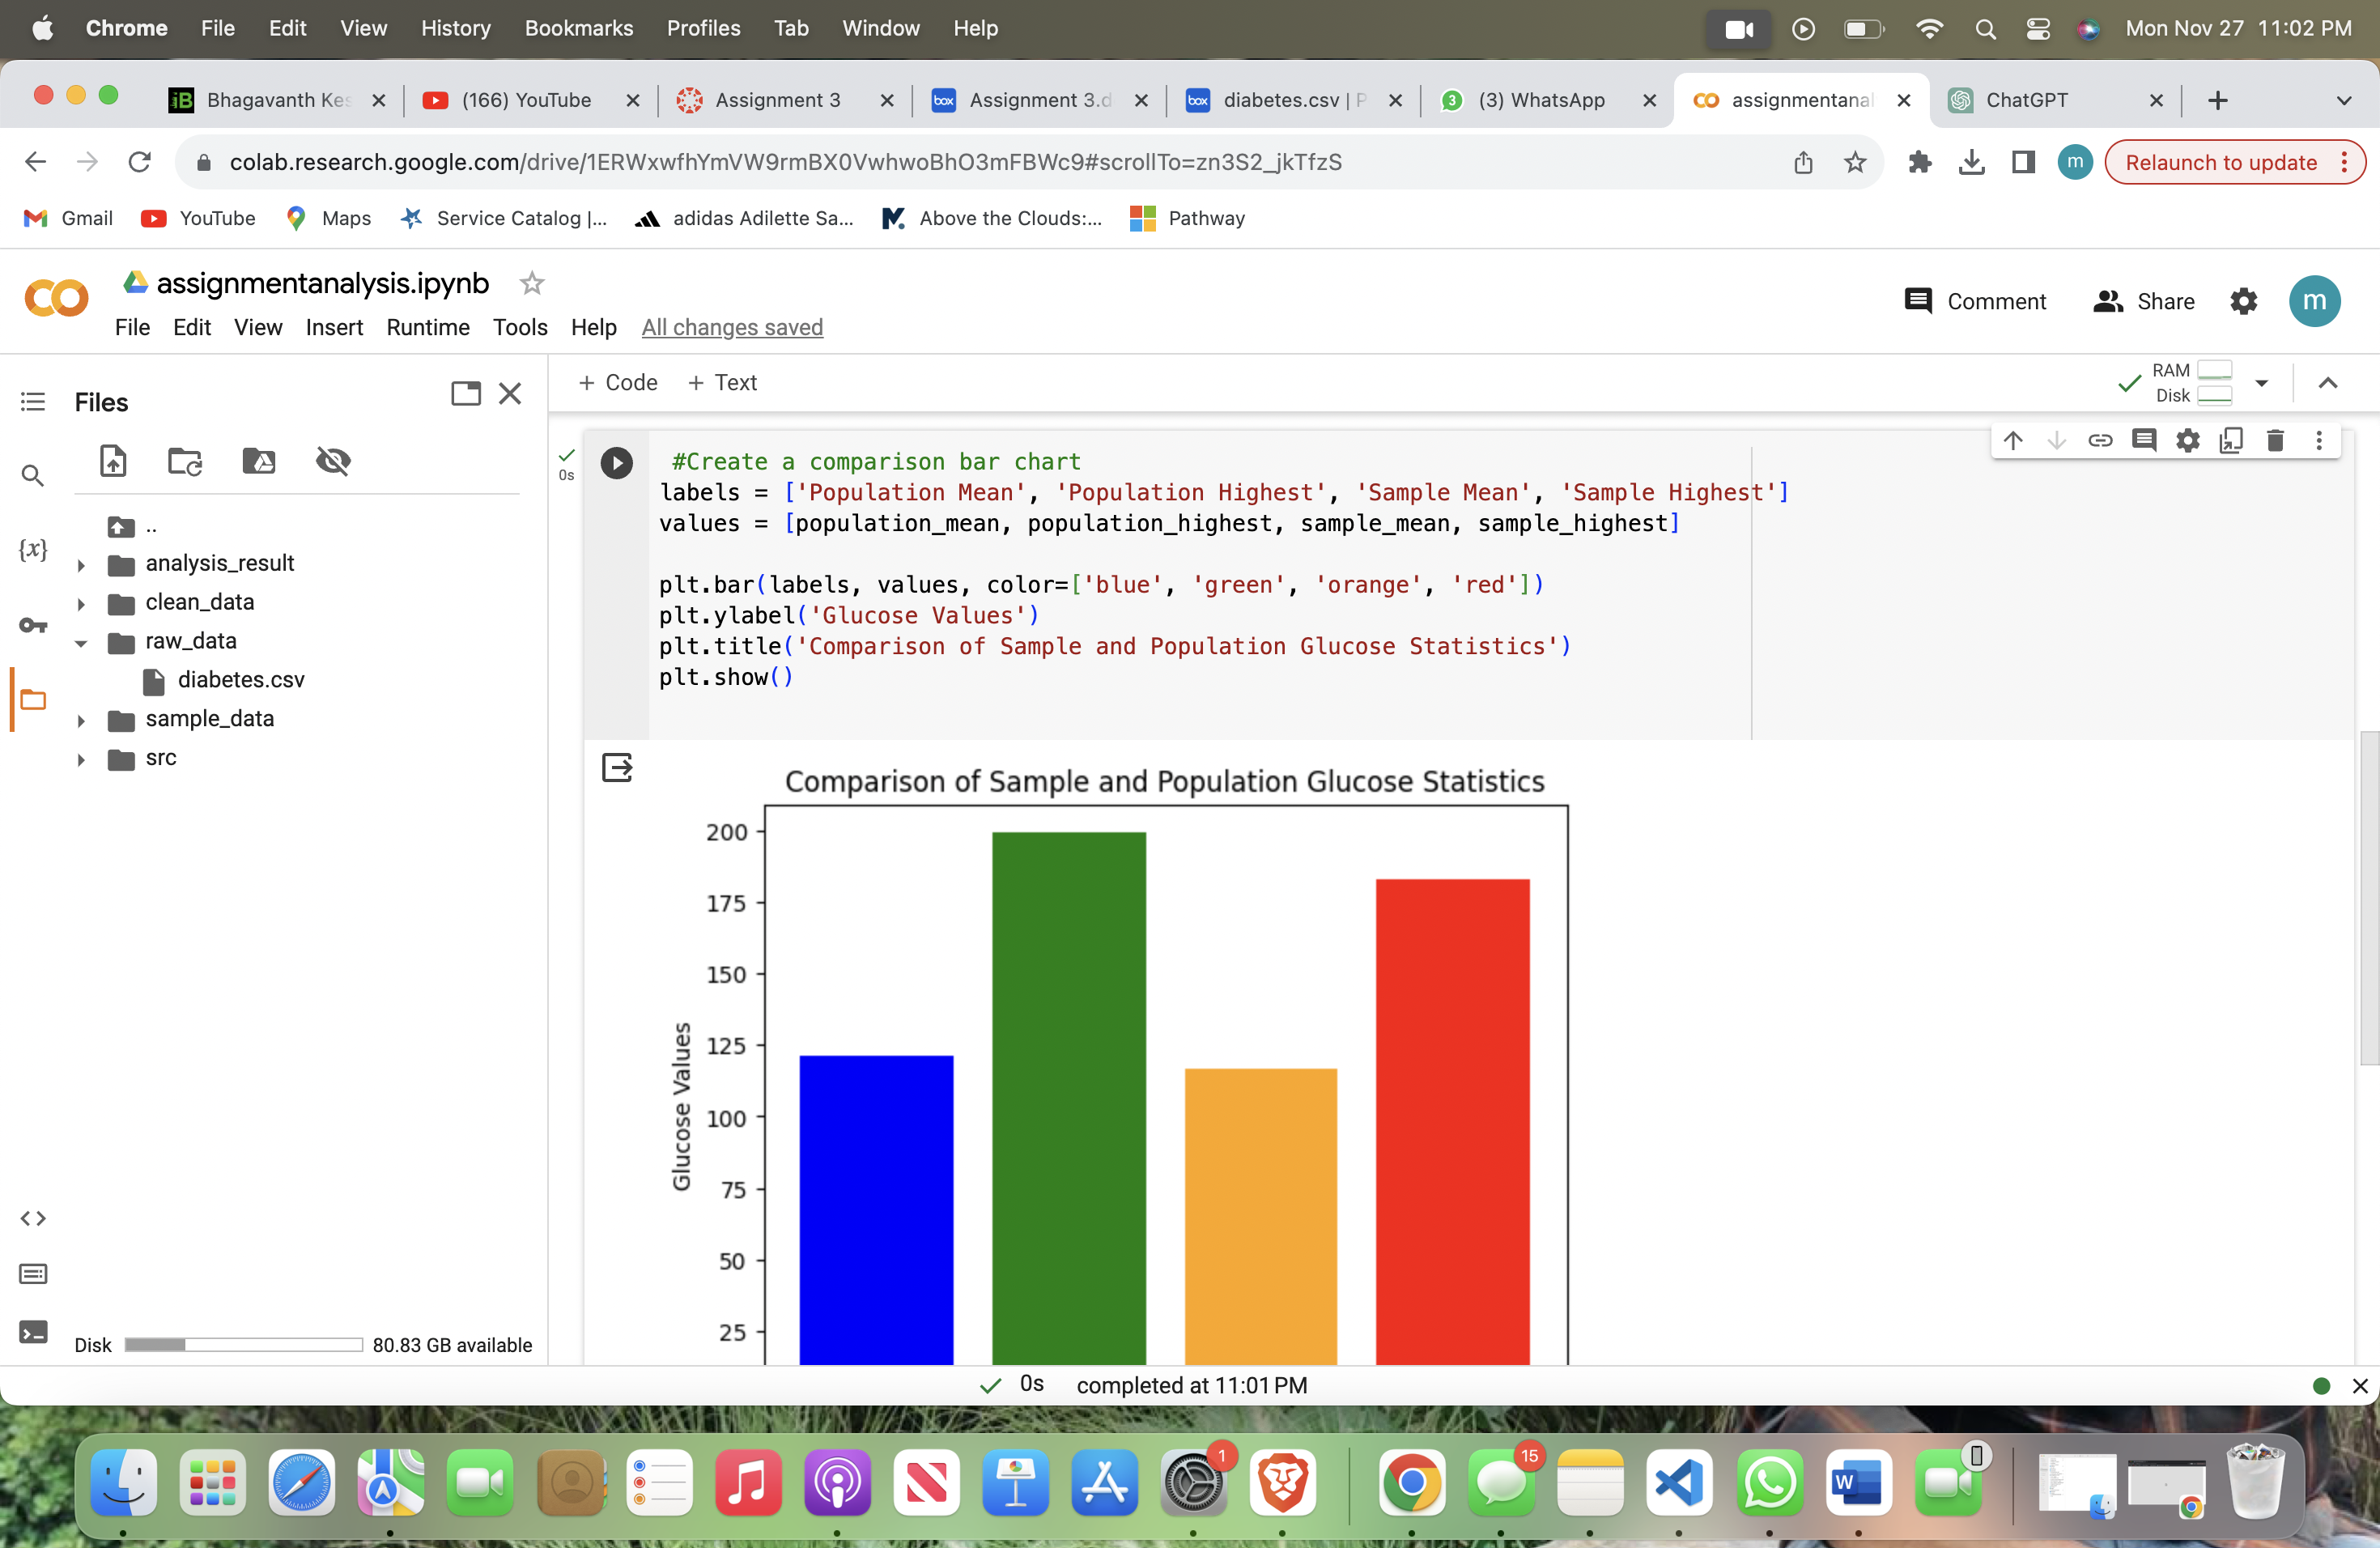 Chrome File Edit View History Bookmarks Profiles Tab Window Help Mon Nov 27 11:02 PM
iB Bhagavanth Kes (166) YouTube Assignment 3 box Assignment 3.d box diabetes.csv | P 3 (3) WhatsApp assignmentanal ChatGPT
colab.research.google.com/drive/1ERWxwfhYmVW9rmBX0VwhwoBhO3mFBWc9#scrollTo=zn3S2_jkTfzS m Relaunch to update
Gmail YouTube Maps Service Catalog |... adidas Adilette Sa... Above the Clouds:... Pathway
assignmentanalysis.ipynb
File Edit View Insert Runtime Tools Help All changes saved
Comment Share m
Files
+ Code + Text
RAM
Disk
..
analysis_result
clean_data
raw_data
diabetes.csv
sample_data
src
{x}
Disk 80.83 GB available
0s
#Create a comparison bar chart
labels = ['Population Mean', 'Population Highest', 'Sample Mean', 'Sample Highest']
values = [population_mean, population_highest, sample_mean, sample_highest]
plt.bar(labels, values, color=['blue', 'green', 'orange', 'red'])
plt.ylabel('Glucose Values')
plt.title('Comparison of Sample and Population Glucose Statistics')
plt.show()
Comparison of Sample and Population Glucose Statistics
Glucose Values
200
175
150
125
100
75
50
25
0s completed at 11:01 PM
1
15
W